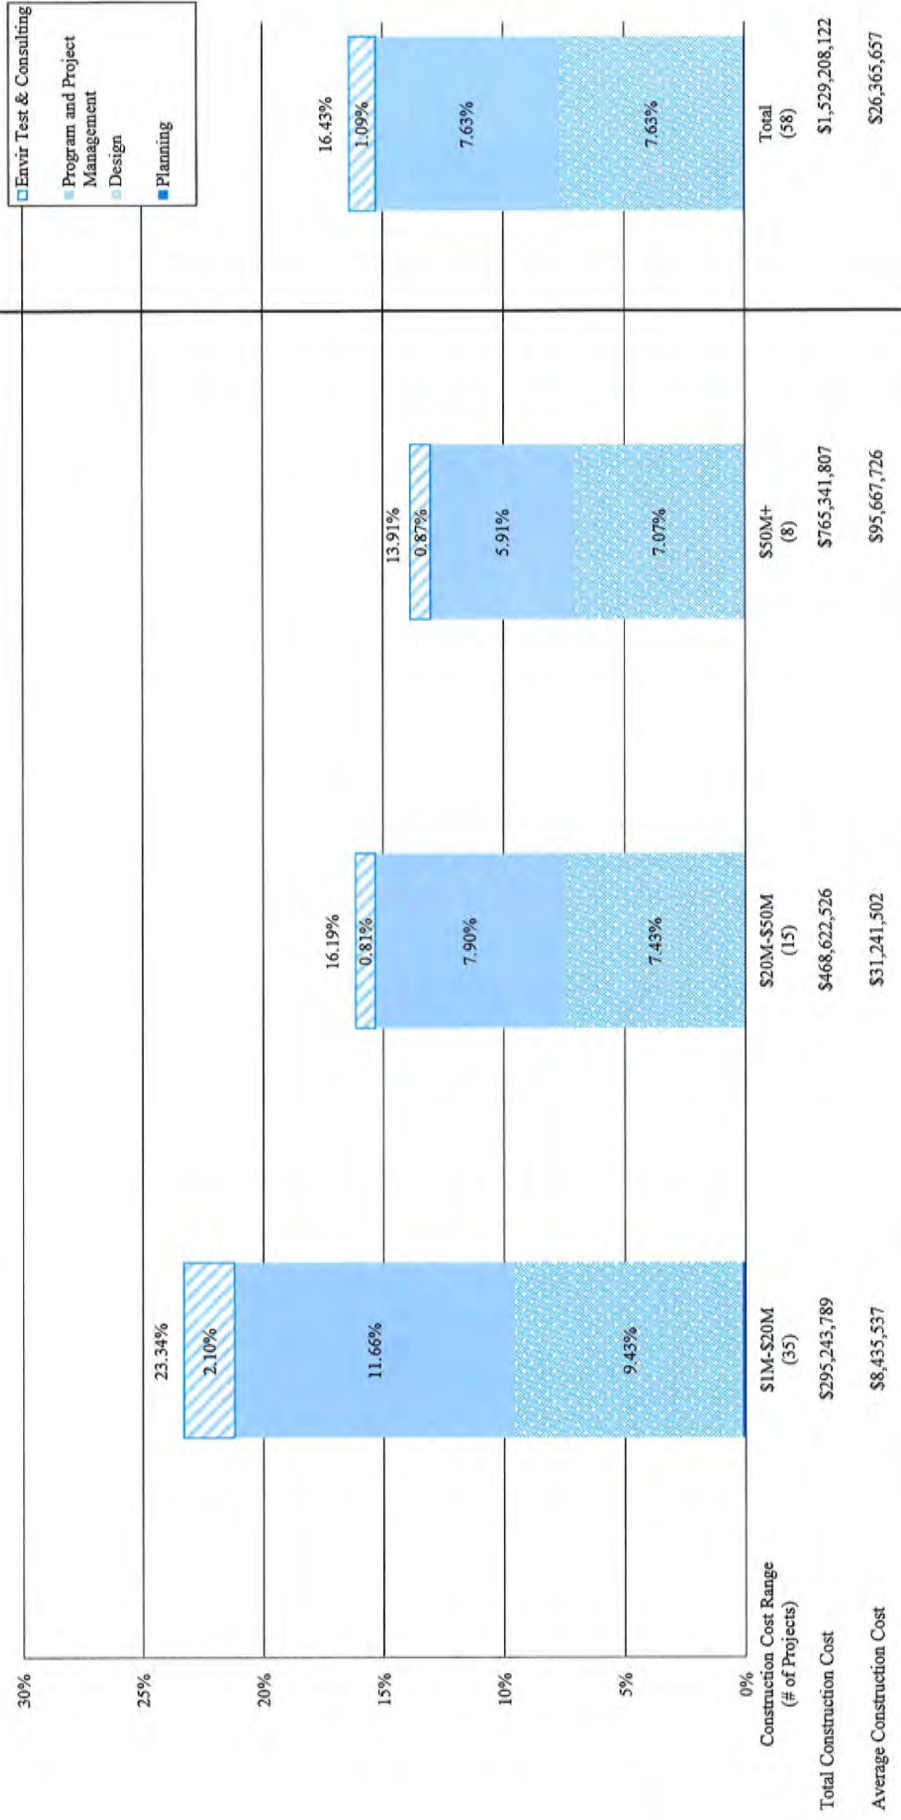 Envir Test & Consulting
Program and Project
Management
Design
Planning
30%
25%
20%
15%
10%
5%
0%
23.34%
2.10%
11.66%
9.43%
16.19%
0.81%
7.90%
7.43%
13.91%
0.87%
5.91%
7.07%
16.43%
1.09%
7.63%
7.63%
Construction Cost Range $1M-$20M $20M-$50M $50M+ Total
(# of Projects) (35) (15) (8) (58)
Total Construction Cost $295,243,789 $468,622,526 $765,341,807 $1,529,208,122
Average Construction Cost $8,435,537 $31,241,502 $95,667,726 $26,365,657